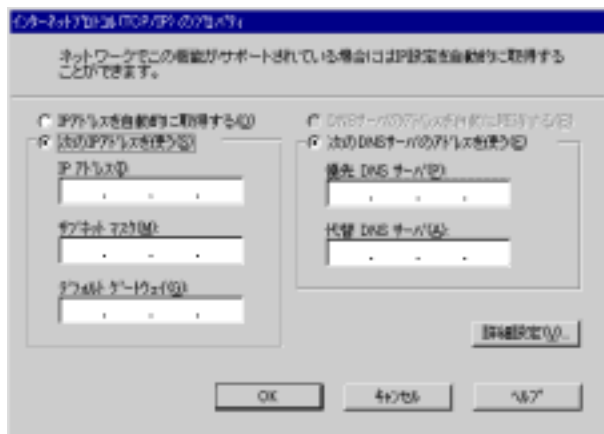 インターネットプロトコル(TCP/IP)のプロパティ
ネットワークでこの機能がサポートされている場合にはIP設定を自動的に取得する
ことができます。
IPアドレスを自動的に取得する(O)
次のIPアドレスを使う(S)
IP アドレス(I)
サブネット マスク(M):
デフォルト ゲートウェイ(G):
DNSサーバのアドレスを自動的に取得する(B)
次のDNSサーバのアドレスを使う(E)
優先 DNS サーバ(P):
代替 DNS サーバ(A):
詳細設定(V)...
OK
キャンセル
ヘルプ